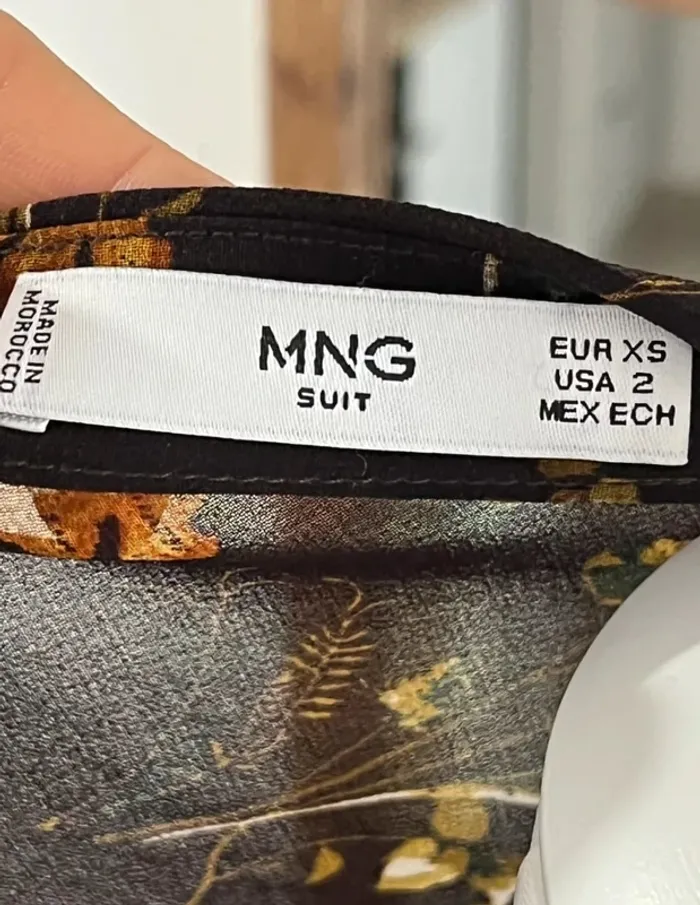 MADE IN
MOROCCO
MNG
SUIT
EUR XS
USA 2
MEX ECH